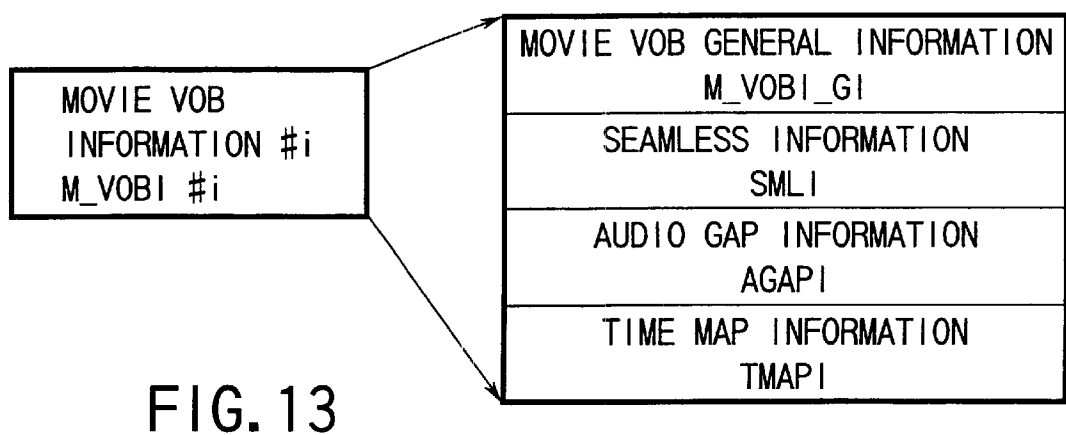 MOVIE VOB
INFORMATION #i
M_VOBI #i
MOVIE VOB GENERAL INFORMATION
M_VOBI_GI
SEAMLESS INFORMATION
SMLI
AUDIO GAP INFORMATION
AGAPI
TIME MAP INFORMATION
TMAPI
FIG. 13